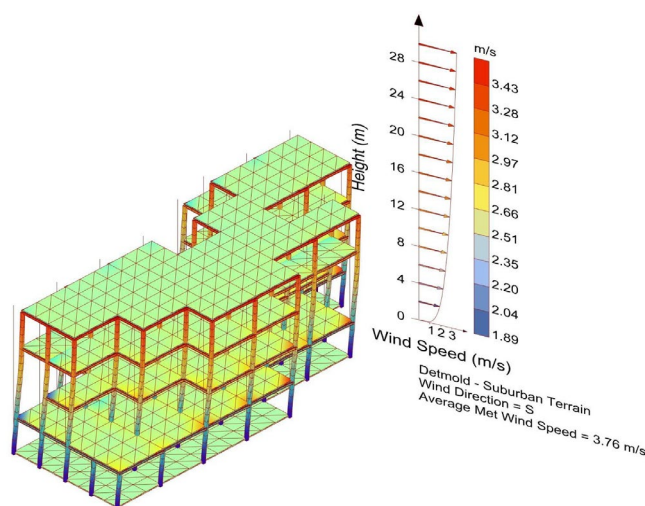 m/s
28
24
20
16
12
8
4
0
Height (m)
3.43
3.28
3.12
2.97
2.81
2.66
2.51
2.35
2.20
2.04
1.89
1 2 3
Wind Speed (m/s)
Detmold - Suburban Terrain
Wind Direction = S
Average Met Wind Speed = 3.76 m/s